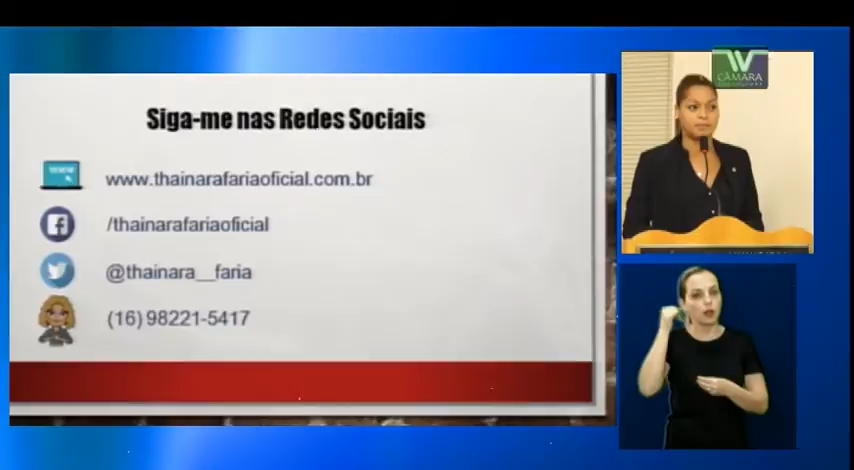 Siga-me nas Redes Sociais
www.thainarafariaoficial.com.br
/thainarafariaoficial
@thainara__faria
(16) 98221-5417
CÂMARA